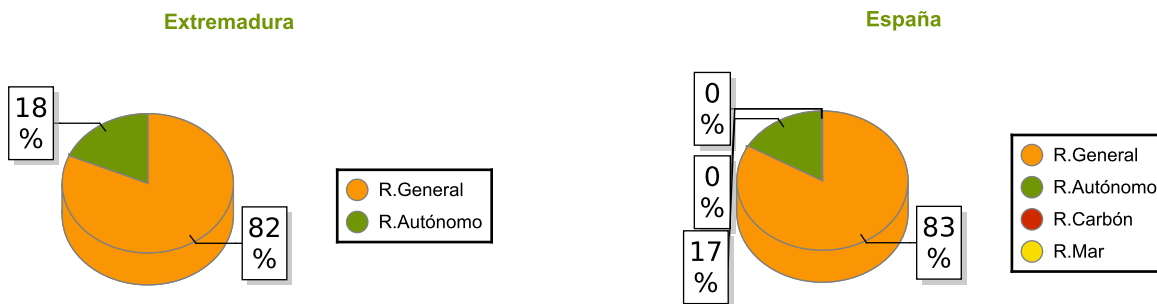 Extremadura
18
%
82
%
R.General
R.Autónomo
España
0
%
0
%
17
%
83
%
R.General
R.Autónomo
R.Carbón
R.Mar